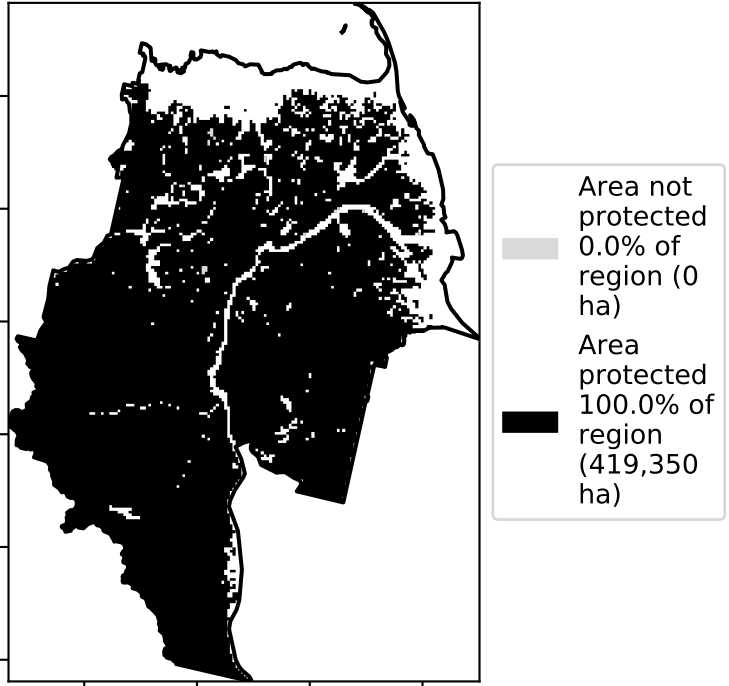 Area not
protected
0.0% of
region (0
ha)
Area
protected
100.0% of
region
(419,350
ha)